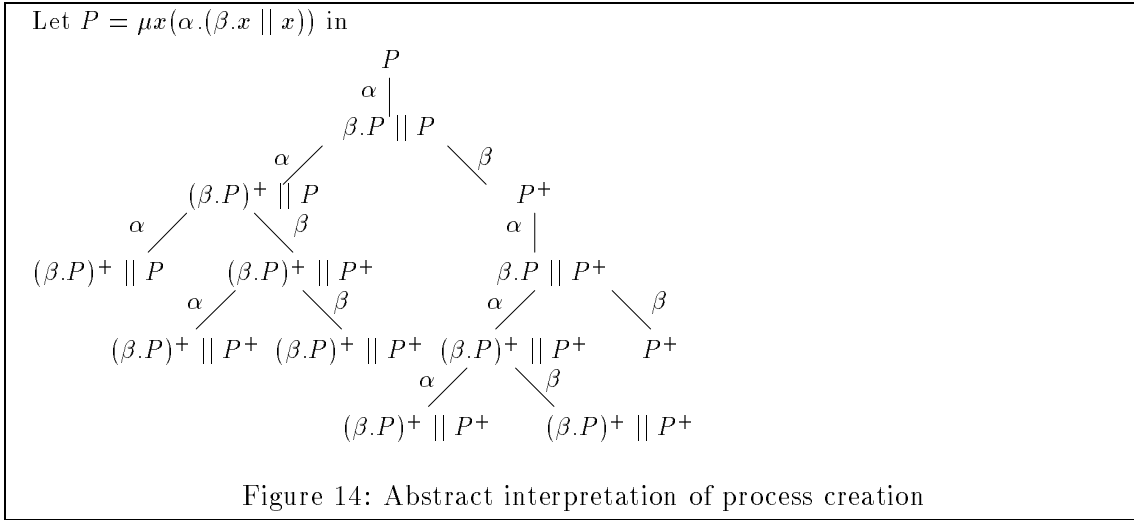 Let P = μx(α.(β.x || x)) in
P
α
β.P || P
α β
(β.P)⁺ || P P⁺
α β α
(β.P)⁺ || P (β.P)⁺ || P⁺ β.P || P⁺
α β α β
(β.P)⁺ || P⁺ (β.P)⁺ || P⁺ (β.P)⁺ || P⁺ P⁺
α β
(β.P)⁺ || P⁺ (β.P)⁺ || P⁺
Figure 14: Abstract interpretation of process creation